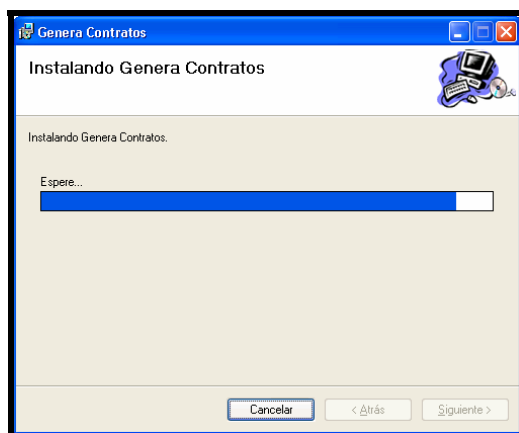 Genera Contratos
Instalando Genera Contratos
Instalando Genera Contratos.
Espere...
Cancelar
< Atrás
Siguiente >